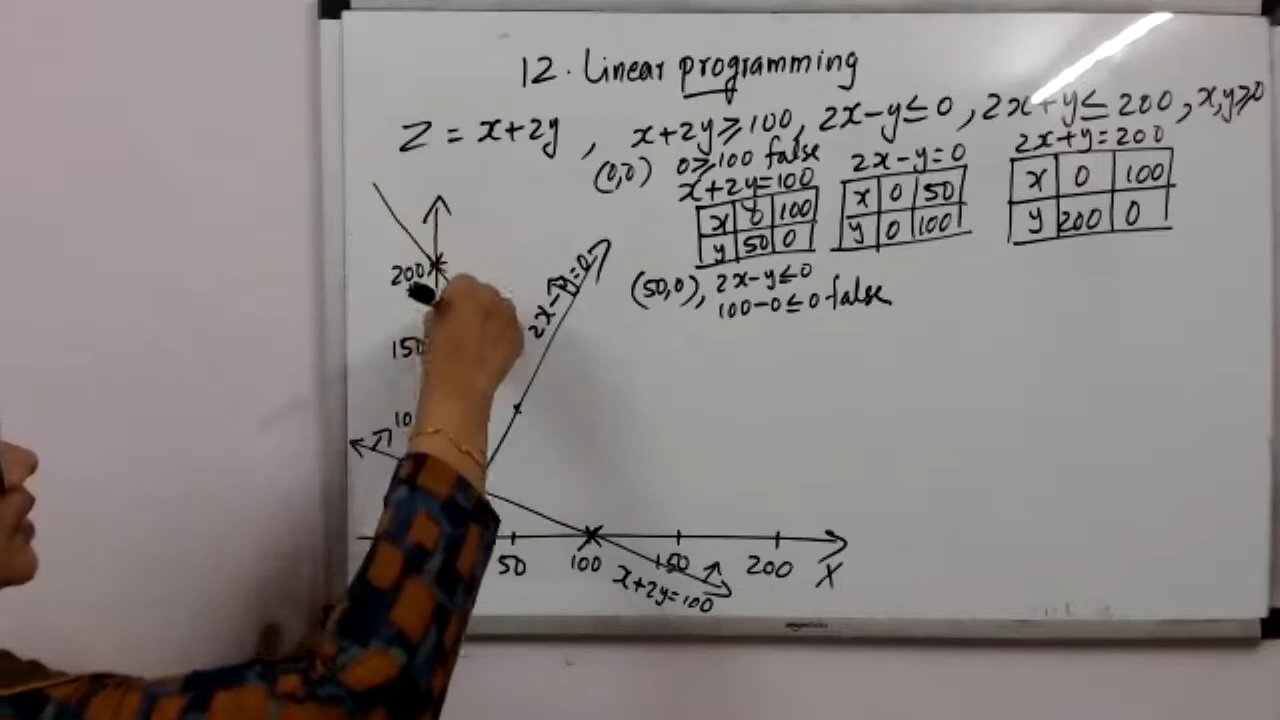 12. Linear programming
Z = x+2y , x+2y≥100, 2x-y≤0, 2x+y≤200, x,y≥0
(0,0) 0≥100 false
x+2y=100
x 0 100
y 50 0
2x-y=0
x 0 50
y 0 100
2x+y=200
x 0 100
y 200 0
(50,0), 2x-y≤0
100-0≤0 false
200
150
10
2x-y=0
50 100 150 200 X
x+2y=100